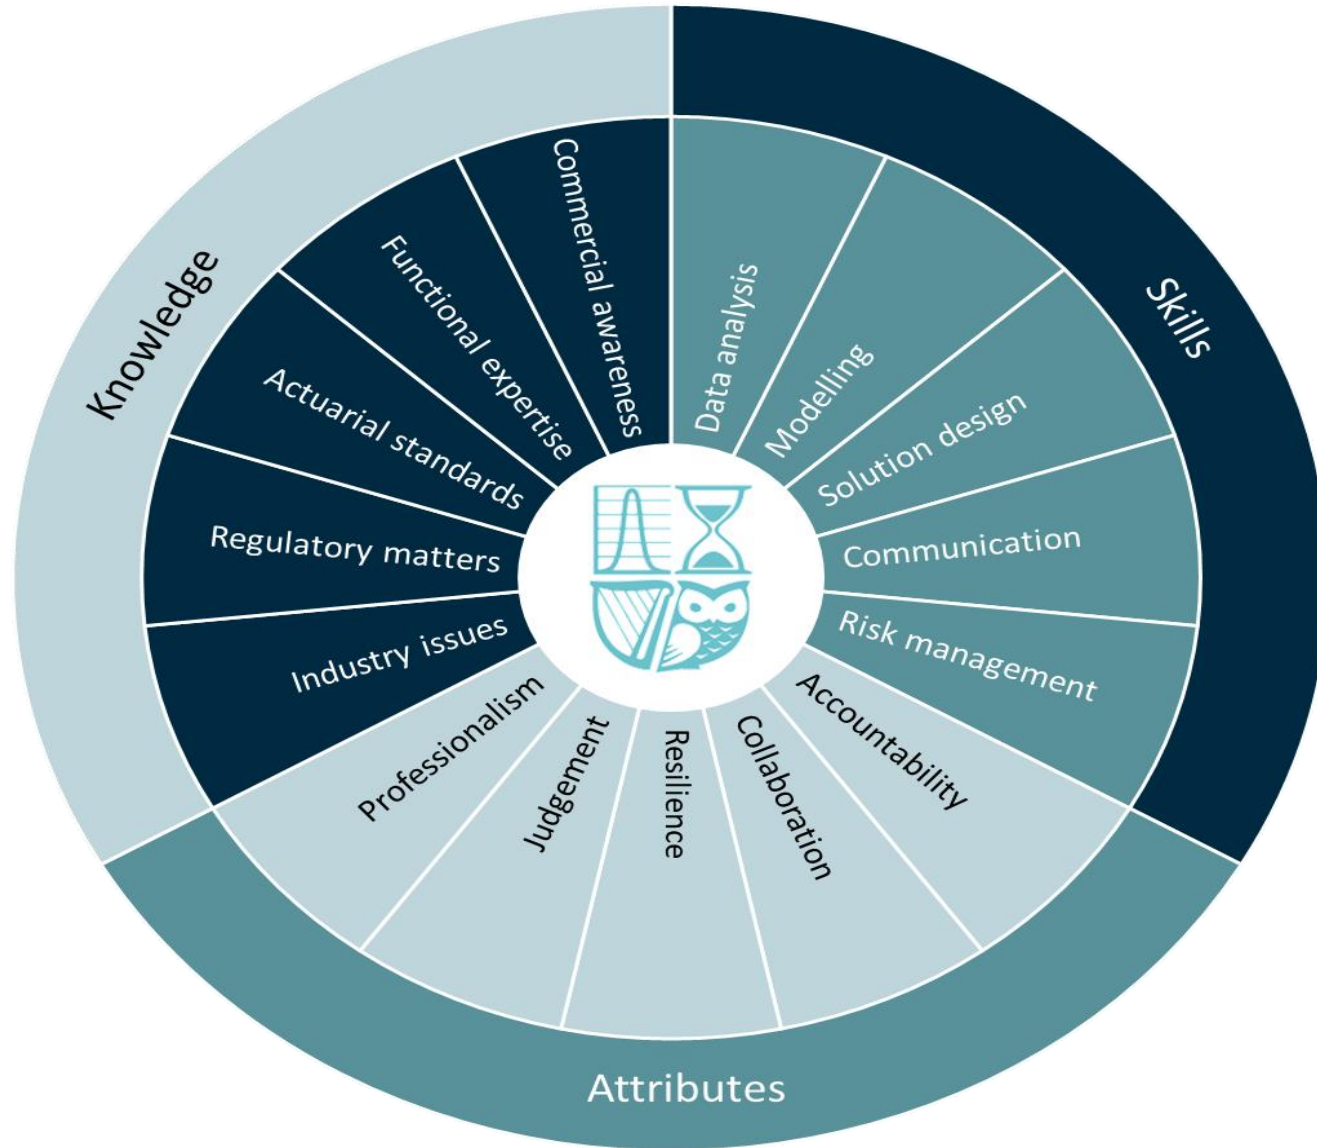 Knowledge
Commercial awareness
Functional expertise
Actuarial standards
Regulatory matters
Industry issues
Skills
Data analysis
Modelling
Solution design
Communication
Risk management
Attributes
Accountability
Collaboration
Resilience
Judgement
Professionalism